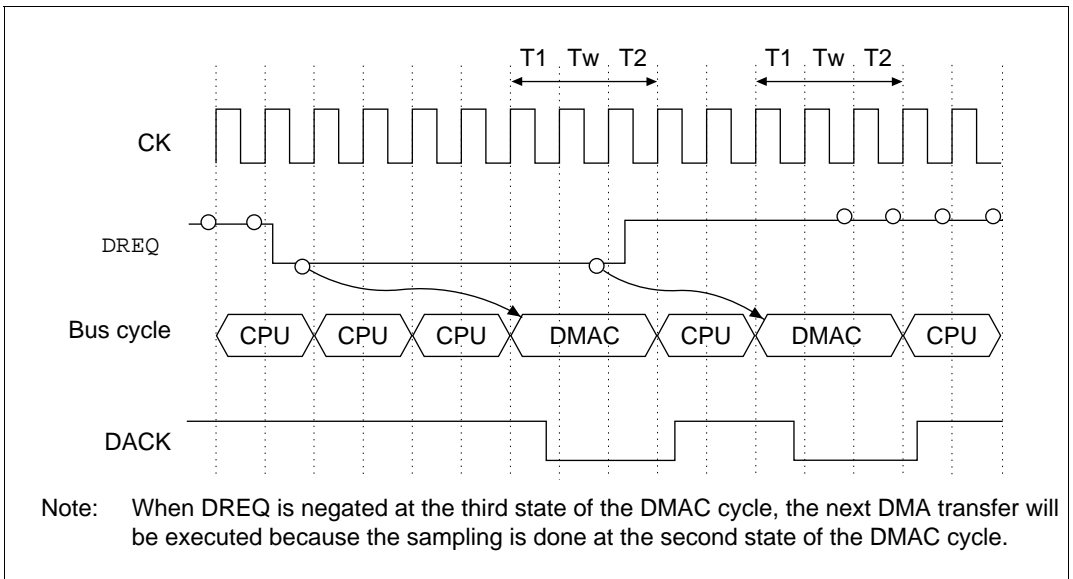 T1 Tw T2 T1 Tw T2
CK
DREQ
Bus cycle CPU CPU CPU DMAC CPU DMAC CPU
DACK
Note: When DREQ is negated at the third state of the DMAC cycle, the next DMA transfer will
be executed because the sampling is done at the second state of the DMAC cycle.